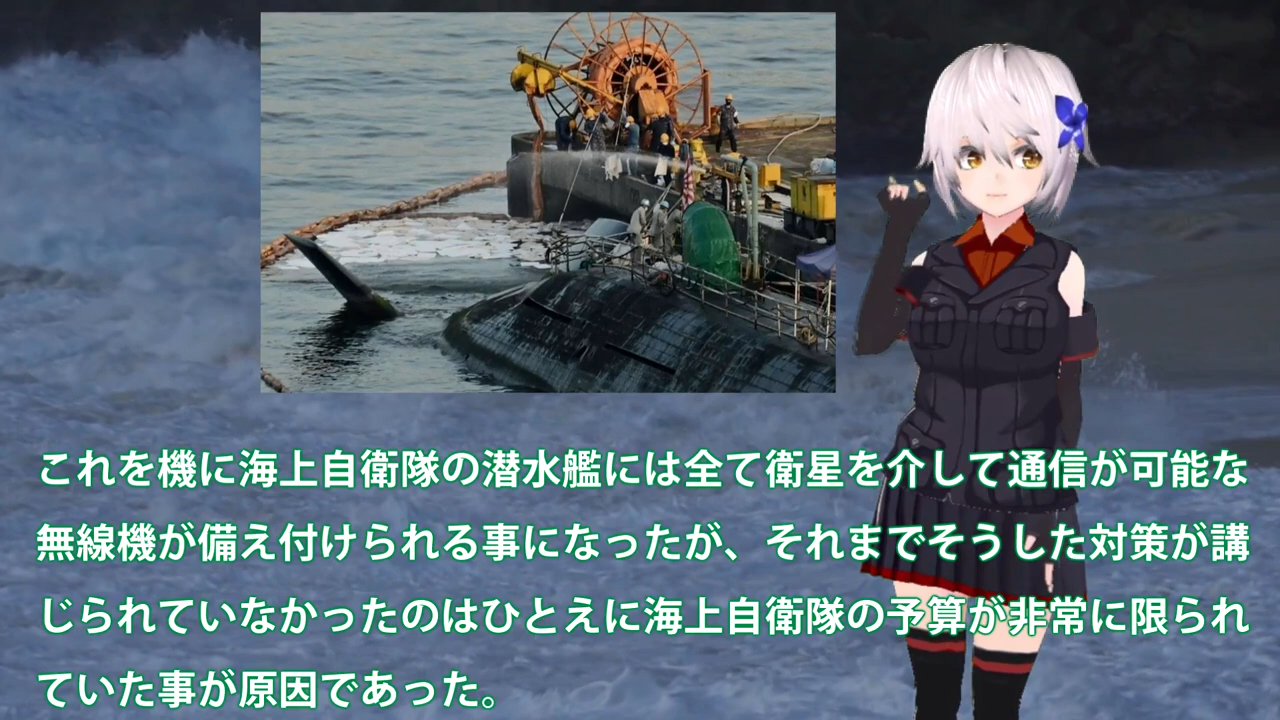 これを機に海上自衛隊の潜水艦には全て衛星を介して通信が可能な
無線機が備え付けられる事になったが、それまでそうした対策が講
じられていなかったのはひとえに海上自衛隊の予算が非常に限られ
ていた事が原因であった。